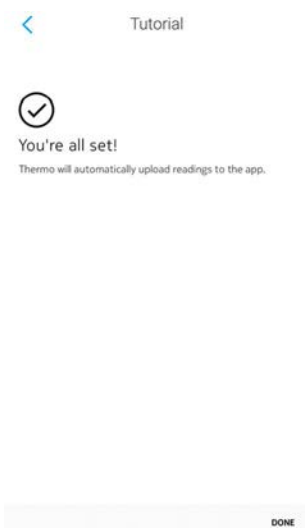 Tutorial
You're all set!
Thermo will automatically upload readings to the app.
DONE